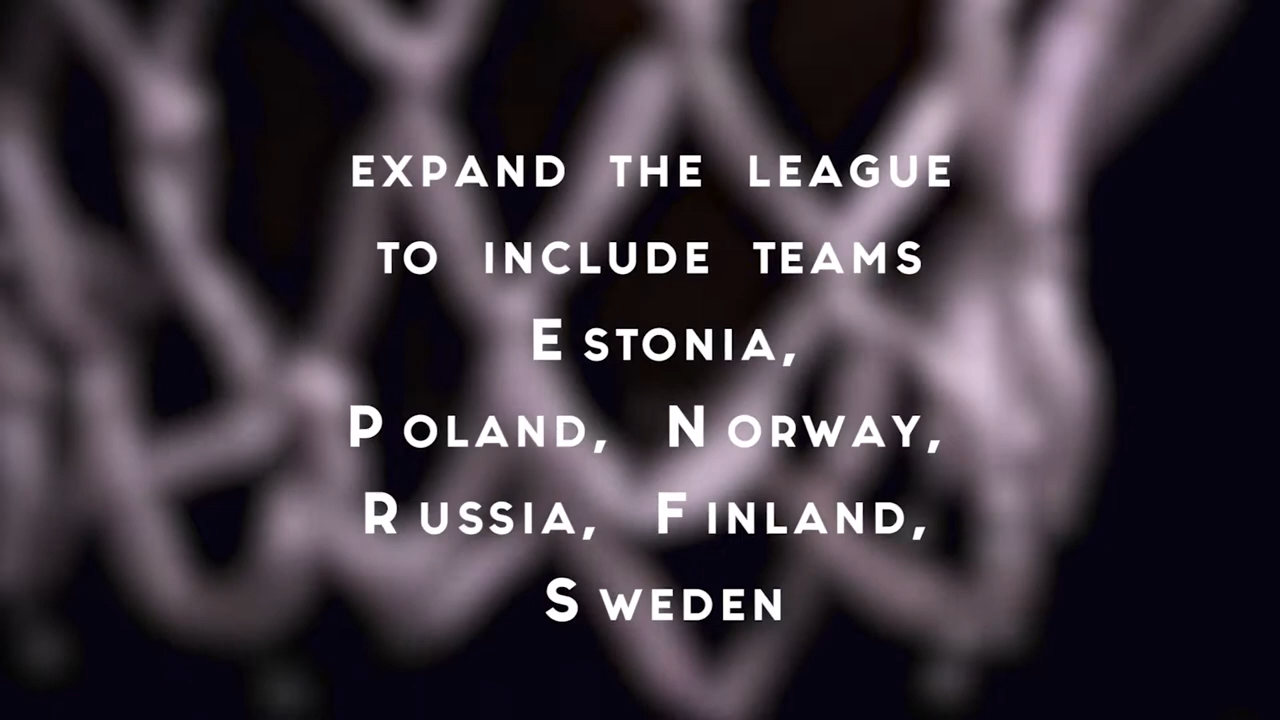 EXPAND THE LEAGUE
TO INCLUDE TEAMS
ESTONIA,
POLAND, NORWAY,
RUSSIA, FINLAND,
SWEDEN